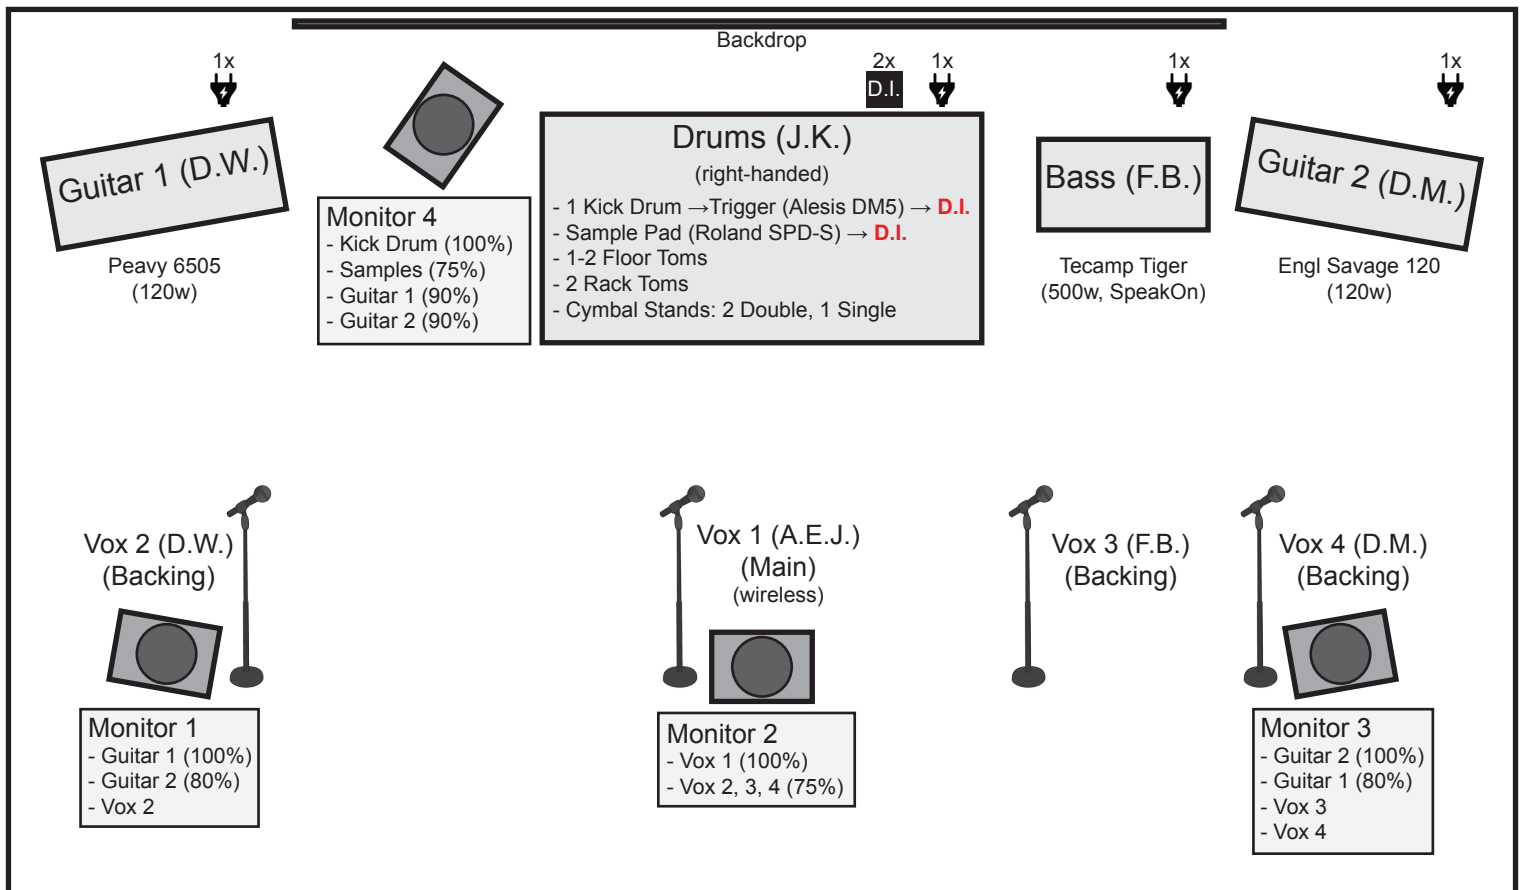 Backdrop
1x
2x
D.I.
1x
1x
1x
Guitar 1 (D.W.)
Peavy 6505
(120w)
Monitor 4
- Kick Drum (100%)
- Samples (75%)
- Guitar 1 (90%)
- Guitar 2 (90%)
Drums (J.K.)
(right-handed)
- 1 Kick Drum →Trigger (Alesis DM5) → D.I.
- Sample Pad (Roland SPD-S) → D.I.
- 1-2 Floor Toms
- 2 Rack Toms
- Cymbal Stands: 2 Double, 1 Single
Bass (F.B.)
Tecamp Tiger
(500w, SpeakOn)
Guitar 2 (D.M.)
Engl Savage 120
(120w)
Vox 2 (D.W.)
(Backing)
Vox 1 (A.E.J.)
(Main)
(wireless)
Vox 3 (F.B.)
(Backing)
Vox 4 (D.M.)
(Backing)
Monitor 1
- Guitar 1 (100%)
- Guitar 2 (80%)
- Vox 2
Monitor 2
- Vox 1 (100%)
- Vox 2, 3, 4 (75%)
Monitor 3
- Guitar 2 (100%)
- Guitar 1 (80%)
- Vox 3
- Vox 4